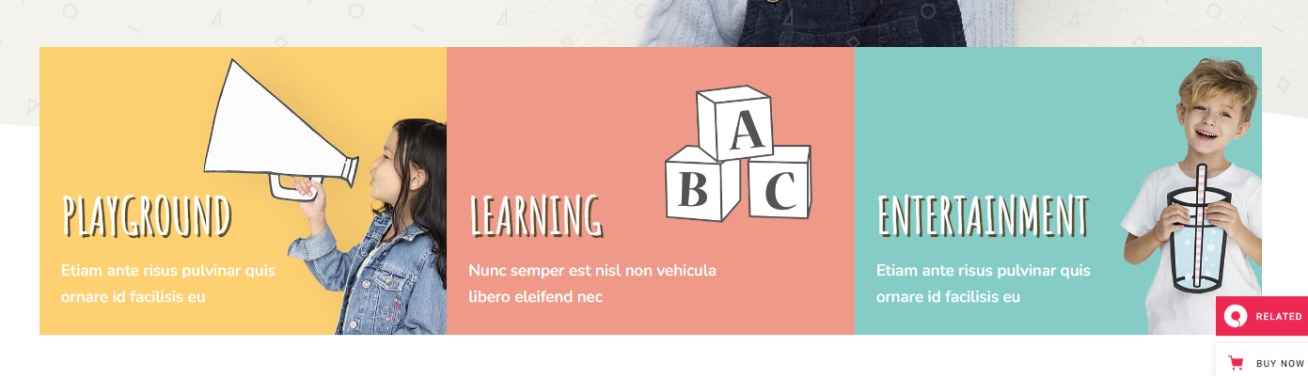 PLAYGROUND
Etiam ante risus pulvinar quis
ornare id facilisis eu
A
B C
LEARNING
Nunc semper est nisl non vehicula
libero eleifend nec
ENTERTAINMENT
Etiam ante risus pulvinar quis
ornare id facilisis eu
RELATED
BUY NOW